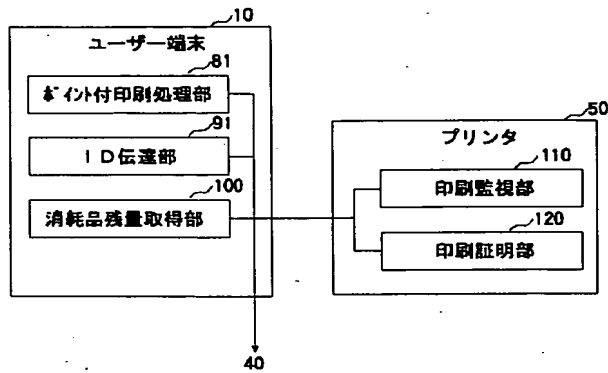 10
ユーザー端末
81
ポイント付印刷処理部
91
ID伝達部
100
消耗品残量取得部
50
プリンタ
110
印刷監視部
120
印刷証明部
40